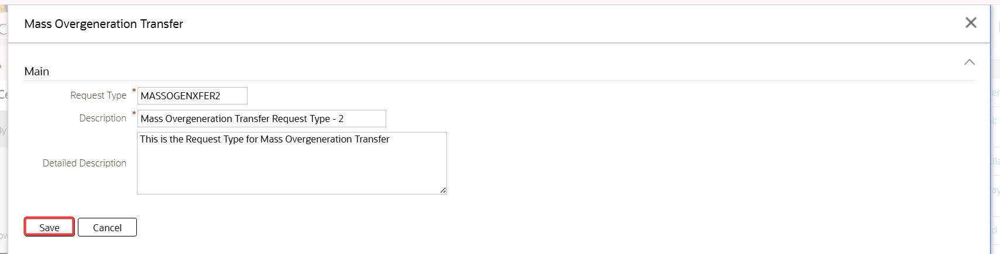 Mass Overgeneration Transfer
Main
Request Type * MASSOGENXFER2
Description * Mass Overgeneration Transfer Request Type - 2
This is the Request Type for Mass Overgeneration Transfer
Detailed Description
Save Cancel